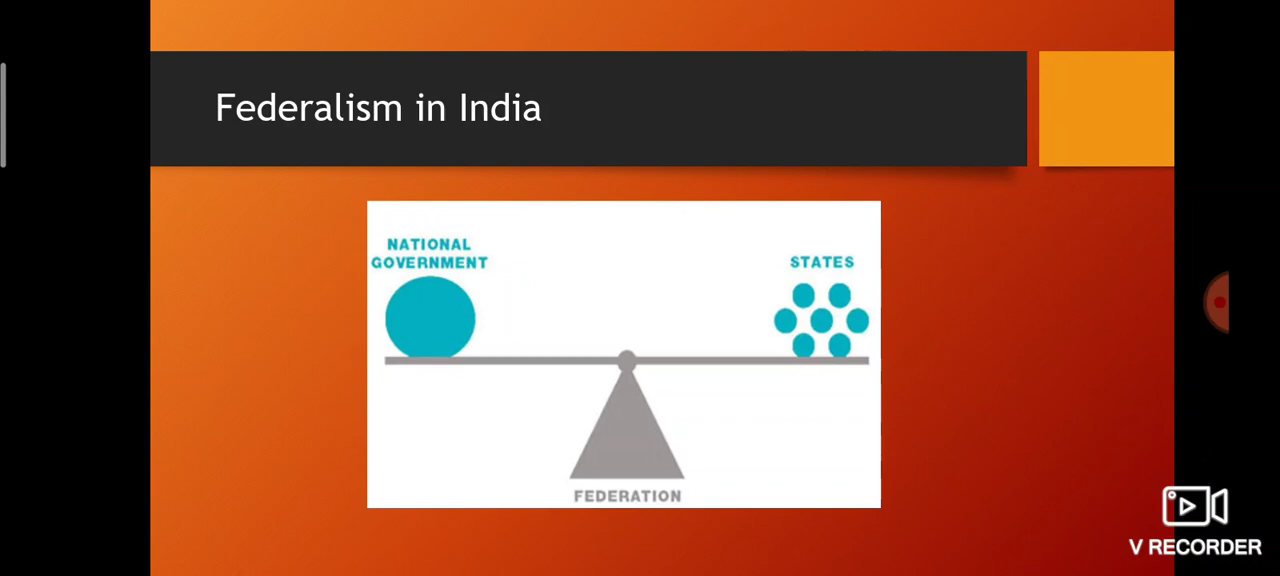 Federalism in India
NATIONAL
GOVERNMENT
STATES
FEDERATION
V RECORDER